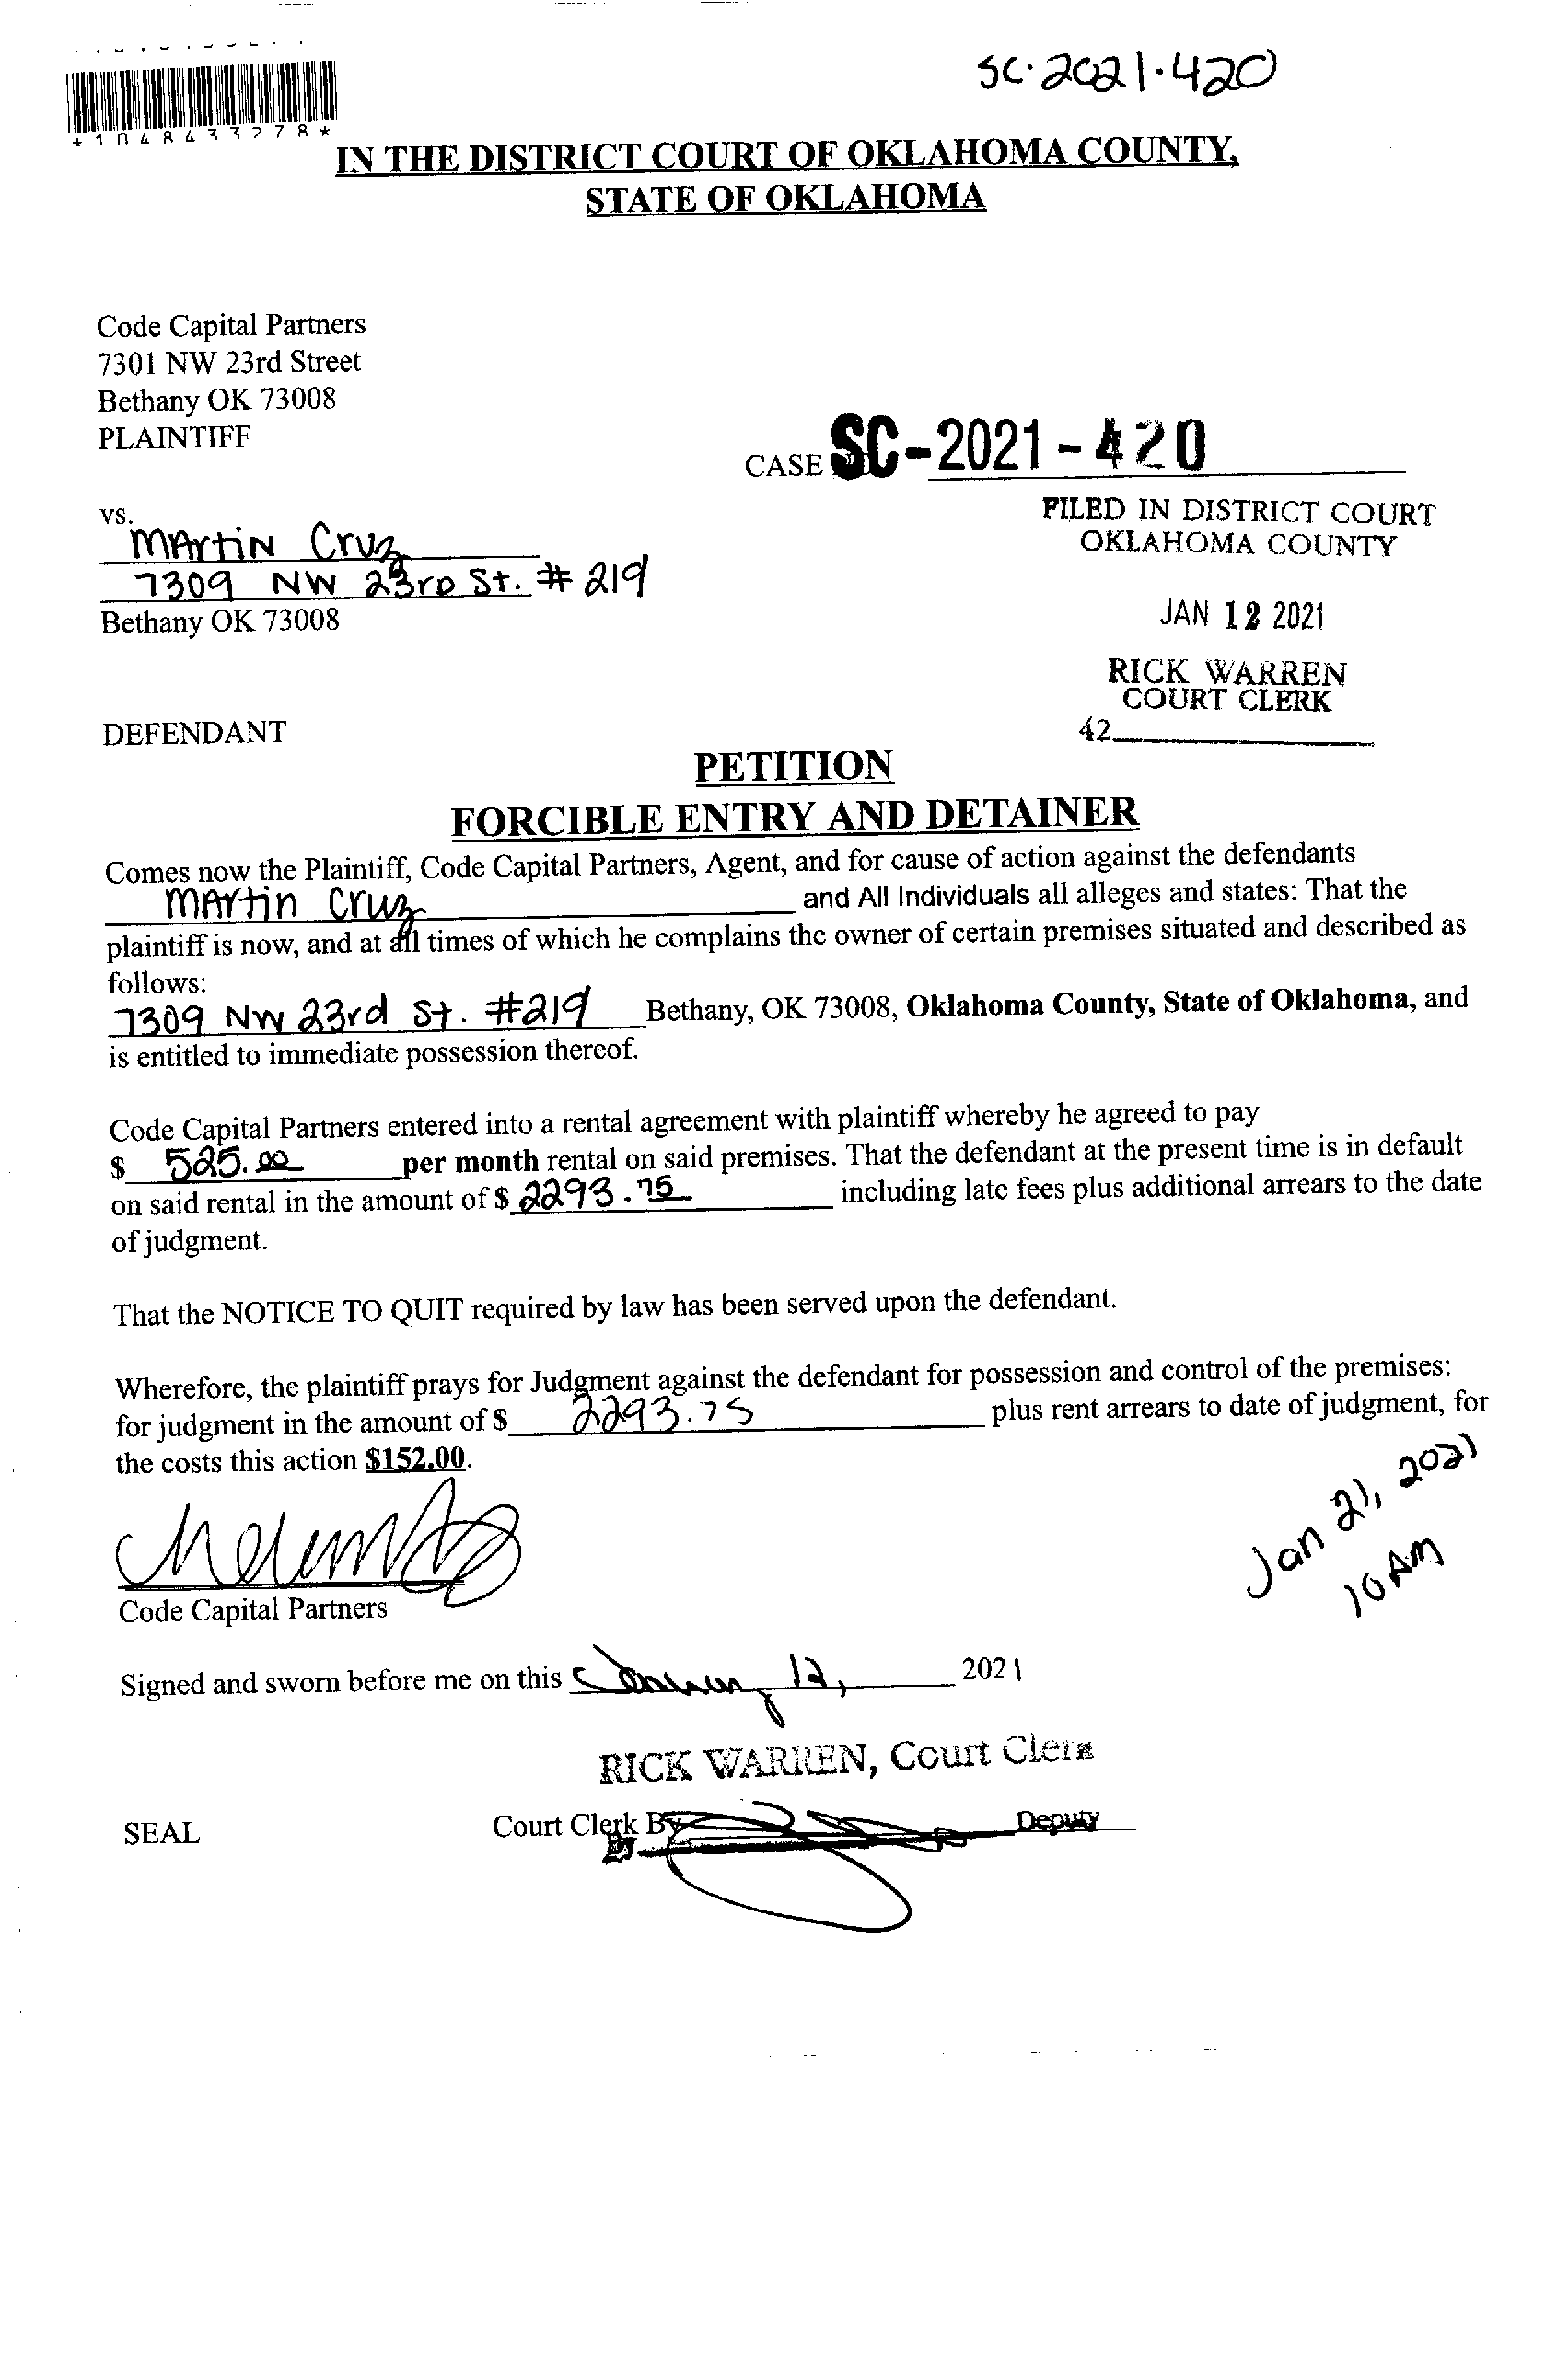 SC·2021·420
*1048433278*
IN THE DISTRICT COURT OF OKLAHOMA COUNTY,
STATE OF OKLAHOMA
Code Capital Partners
7301 NW 23rd Street
Bethany OK 73008
PLAINTIFF
CASE SC-2021-420
vs.
Martin Cruz
7309 NW 23rd St. #219
Bethany OK 73008
FILED IN DISTRICT COURT
OKLAHOMA COUNTY
JAN 12 2021
RICK WARREN
COURT CLERK
42
DEFENDANT
PETITION
FORCIBLE ENTRY AND DETAINER
Comes now the Plaintiff, Code Capital Partners, Agent, and for cause of action against the defendants
Martin Cruz and All Individuals all alleges and states: That the
plaintiff is now, and at all times of which he complains the owner of certain premises situated and described as
follows:
7309 NW 23rd St. #219 Bethany, OK 73008, Oklahoma County, State of Oklahoma, and
is entitled to immediate possession thereof.
Code Capital Partners entered into a rental agreement with plaintiff whereby he agreed to pay
$ 525.00 per month rental on said premises. That the defendant at the present time is in default
on said rental in the amount of $ 2293.75 including late fees plus additional arrears to the date
of judgment.
That the NOTICE TO QUIT required by law has been served upon the defendant.
Wherefore, the plaintiff prays for Judgment against the defendant for possession and control of the premises:
for judgment in the amount of $ 2293.75 plus rent arrears to date of judgment, for
the costs this action $152.00.
Jan 21, 2021
10 AM
Code Capital Partners
Signed and sworn before me on this January 12, 2021
RICK WARREN, Court Clerk
SEAL
Court Clerk By
By Deputy